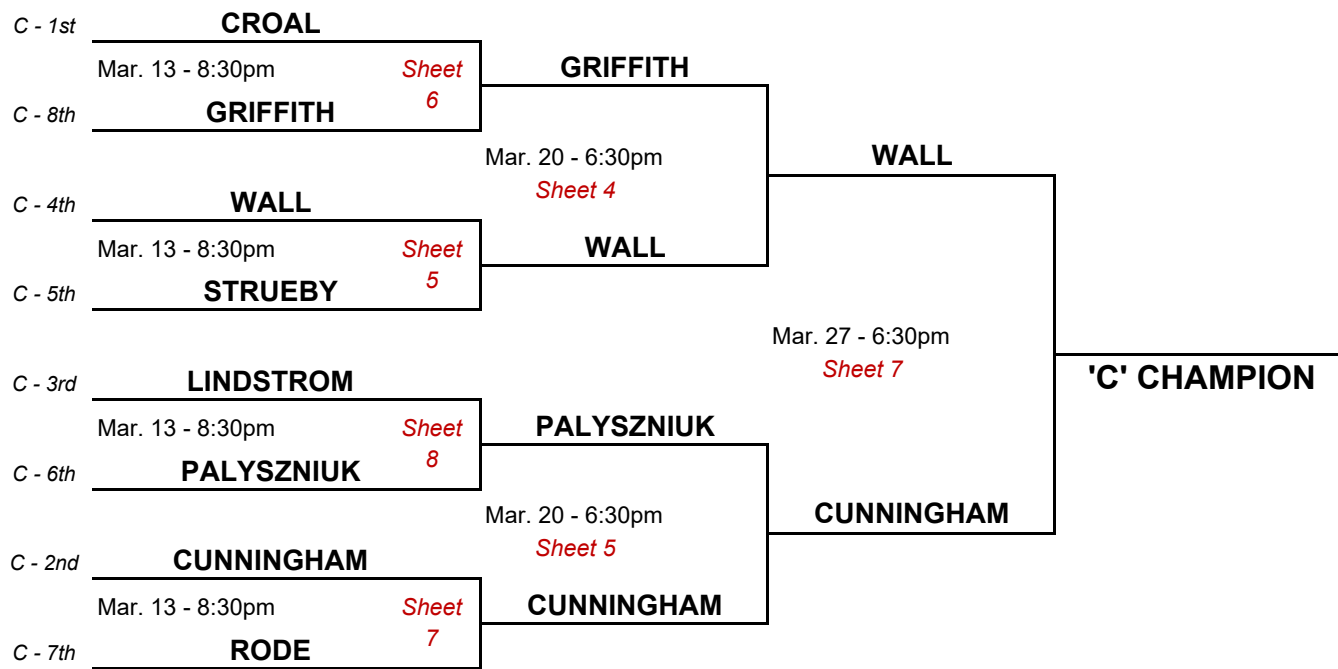 C - 1st CROAL
Mar. 13 - 8:30pm Sheet
6
GRIFFITH
C - 8th GRIFFITH
Mar. 20 - 6:30pm
Sheet 4
WALL
C - 4th WALL
Mar. 13 - 8:30pm Sheet
5
WALL
C - 5th STRUEBY
Mar. 27 - 6:30pm
Sheet 7
'C' CHAMPION
C - 3rd LINDSTROM
Mar. 13 - 8:30pm Sheet
8
PALYSZNIUK
C - 6th PALYSZNIUK
Mar. 20 - 6:30pm
Sheet 5
CUNNINGHAM
C - 2nd CUNNINGHAM
Mar. 13 - 8:30pm Sheet
7
CUNNINGHAM
C - 7th RODE